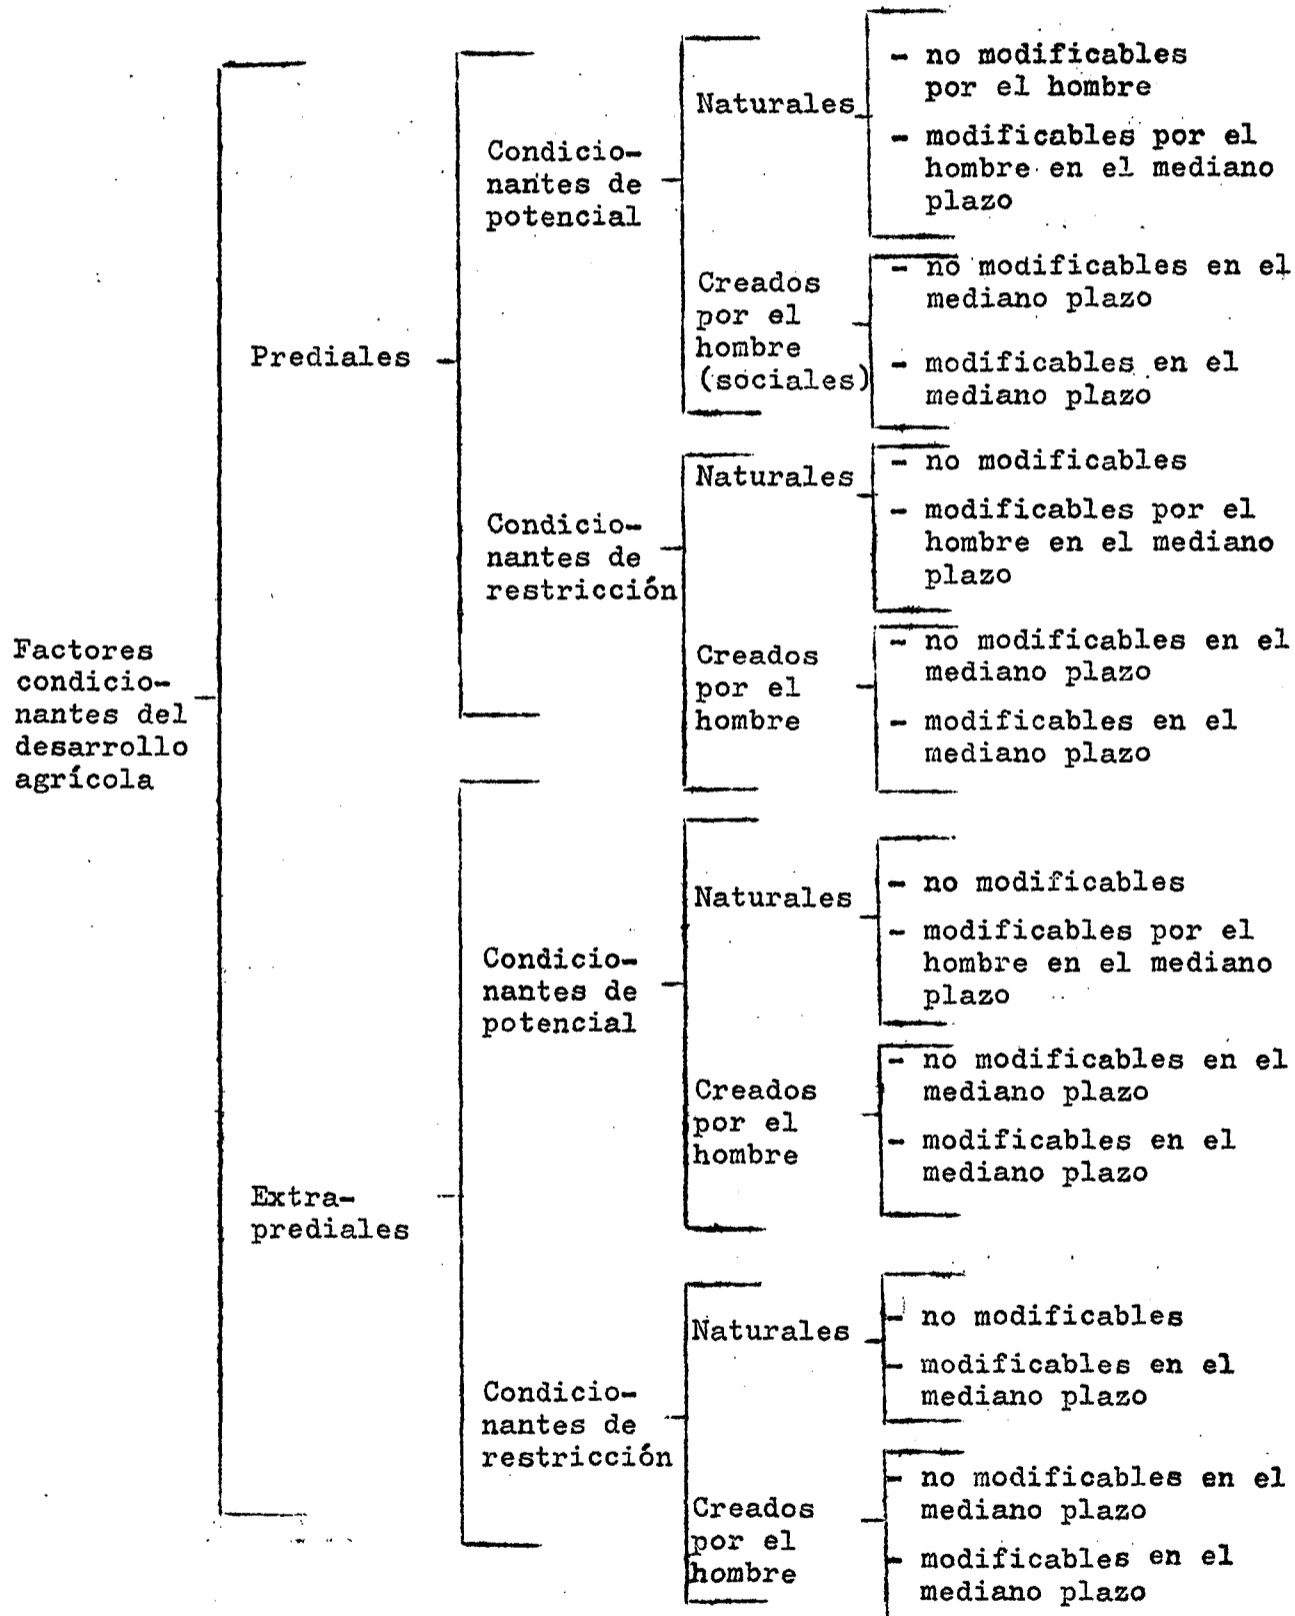 Factores
condicio-
nantes del
desarrollo
agrícola
Prediales
Condicio-
nantes de
potencial
Naturales
- no modificables
por el hombre
- modificables por el
hombre en el mediano
plazo
Creados
por el
hombre
(sociales)
- no modificables en el
mediano plazo
- modificables en el
mediano plazo
Condicio-
nantes de
restricción
Naturales
- no modificables
- modificables por el
hombre en el mediano
plazo
Creados
por el
hombre
- no modificables en el
mediano plazo
- modificables en el
mediano plazo
Extra-
prediales
Condicio-
nantes de
potencial
Naturales
- no modificables
- modificables por el
hombre en el mediano
plazo
Creados
por el
hombre
- no modificables en el
mediano plazo
- modificables en el
mediano plazo
Condicio-
nantes de
restricción
Naturales
- no modificables
- modificables en el
mediano plazo
Creados
por el
hombre
- no modificables en el
mediano plazo
- modificables en el
mediano plazo